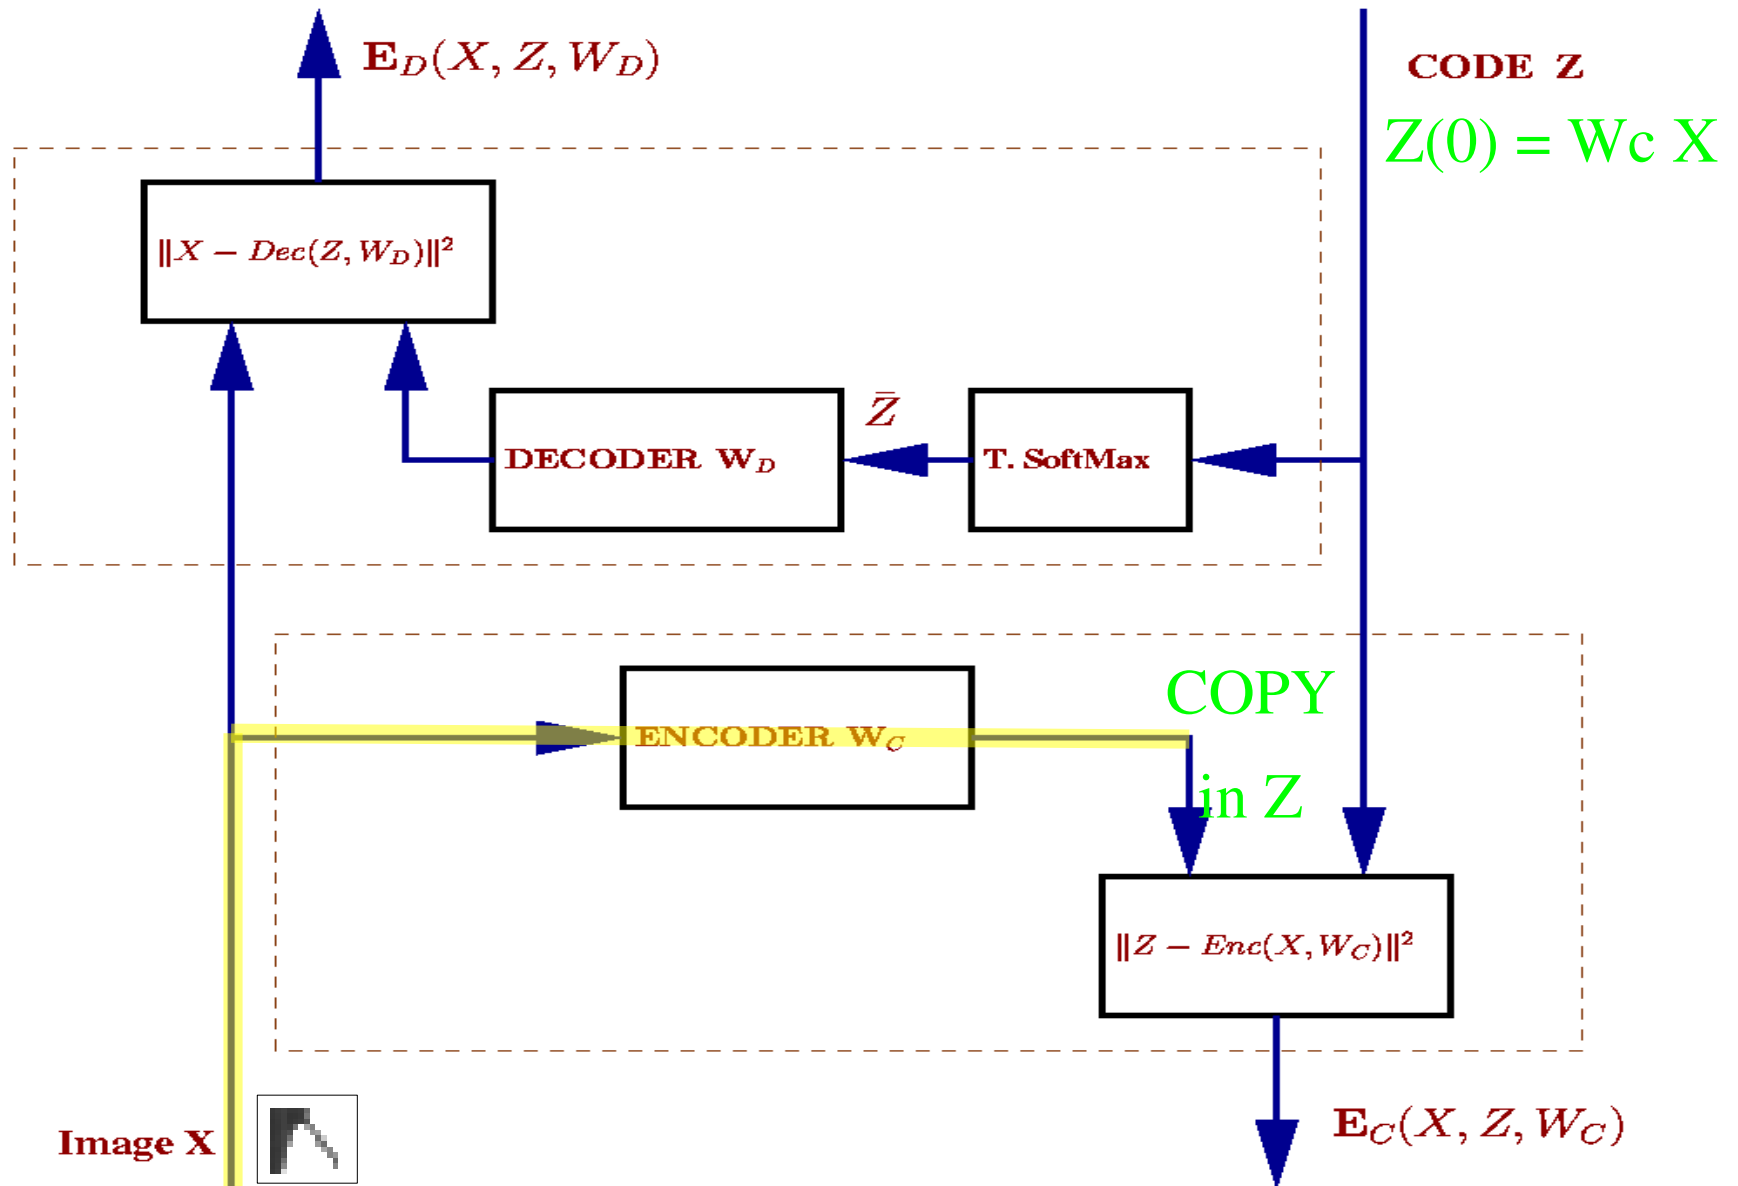 E_D(X, Z, W_D)
CODE Z
Z(0) = Wc X
‖X − Dec(Z, W_D)‖²
Z̄
DECODER W_D
T. SoftMax
COPY
ENCODER W_C
in Z
‖Z − Enc(X, W_C)‖²
Image X
E_C(X, Z, W_C)